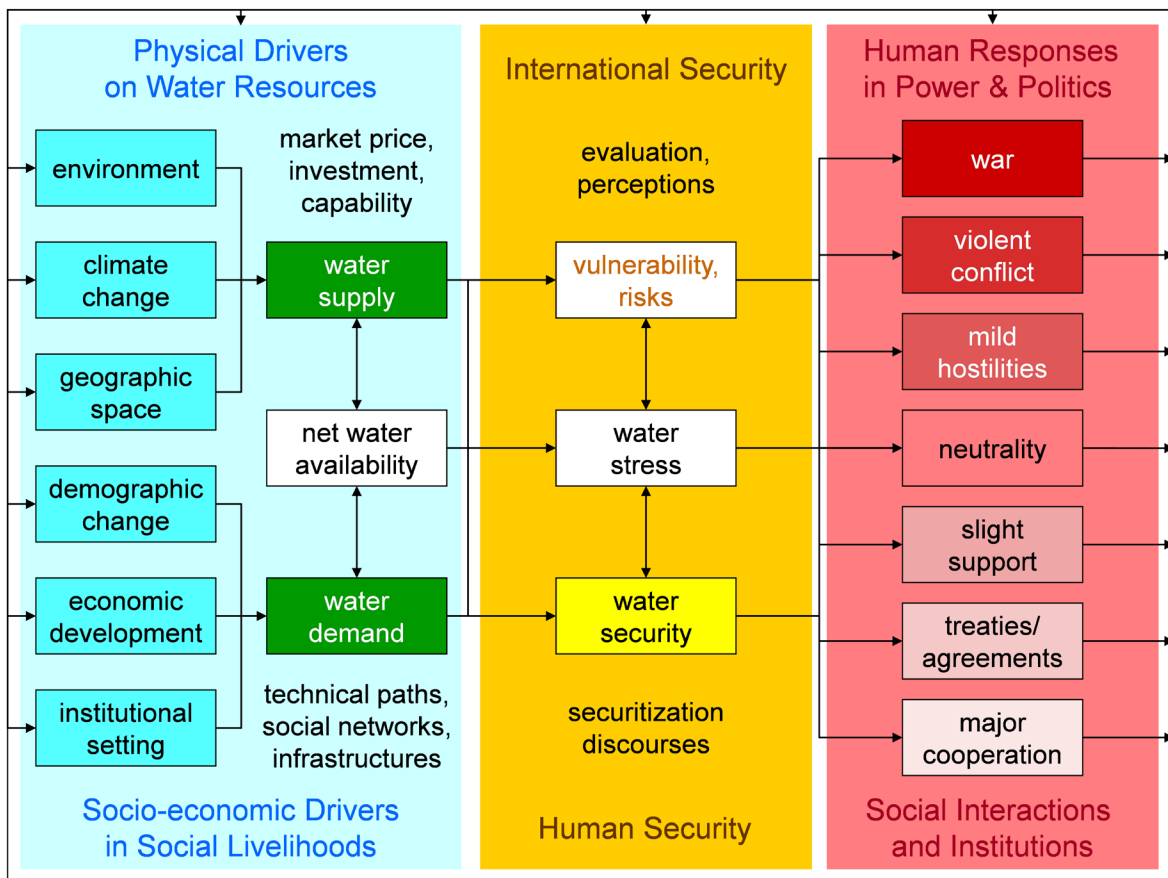 Physical Drivers
on Water Resources
environment
climate
change
geographic
space
demographic
change
economic
development
institutional
setting
market price,
investment,
capability
water
supply
net water
availability
water
demand
technical paths,
social networks,
infrastructures
Socio-economic Drivers
in Social Livelihoods
International Security
evaluation,
perceptions
vulnerability,
risks
water
stress
water
security
securitization
discourses
Human Security
Human Responses
in Power & Politics
war
violent
conflict
mild
hostilities
neutrality
slight
support
treaties/
agreements
major
cooperation
Social Interactions
and Institutions